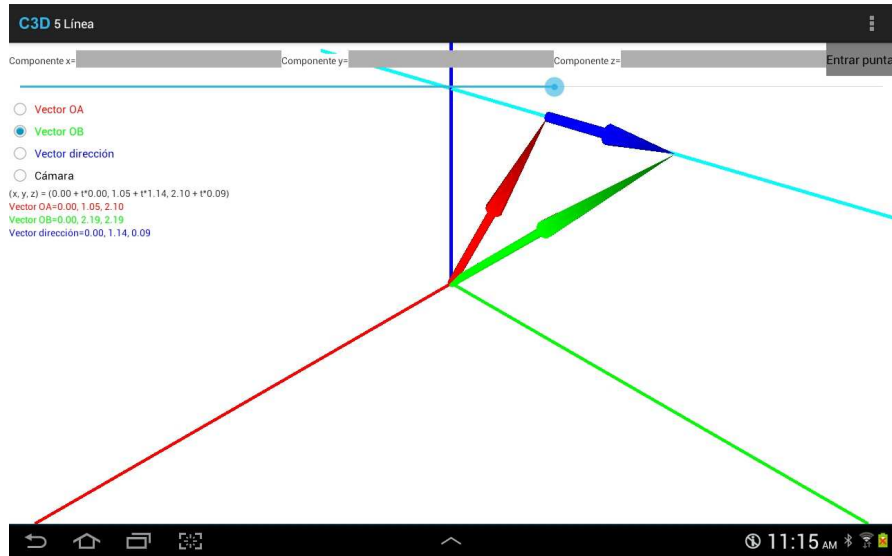 C3D 5 Línea
Componente x= Componente y= Componente z= Entrar punta
Vector OA
Vector OB
Vector dirección
Cámara
(x, y, z) = (0.00 + t*0.00, 1.05 + t*1.14, 2.10 + t*0.09)
Vector OA=0.00, 1.05, 2.10
Vector OB=0.00, 2.19, 2.19
Vector dirección=0.00, 1.14, 0.09
11:15 AM